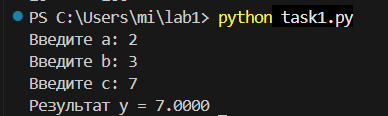 PS C:\Users\mi\lab1> python task1.py
Введите a: 2
Введите b: 3
Введите c: 7
Результат y = 7.0000